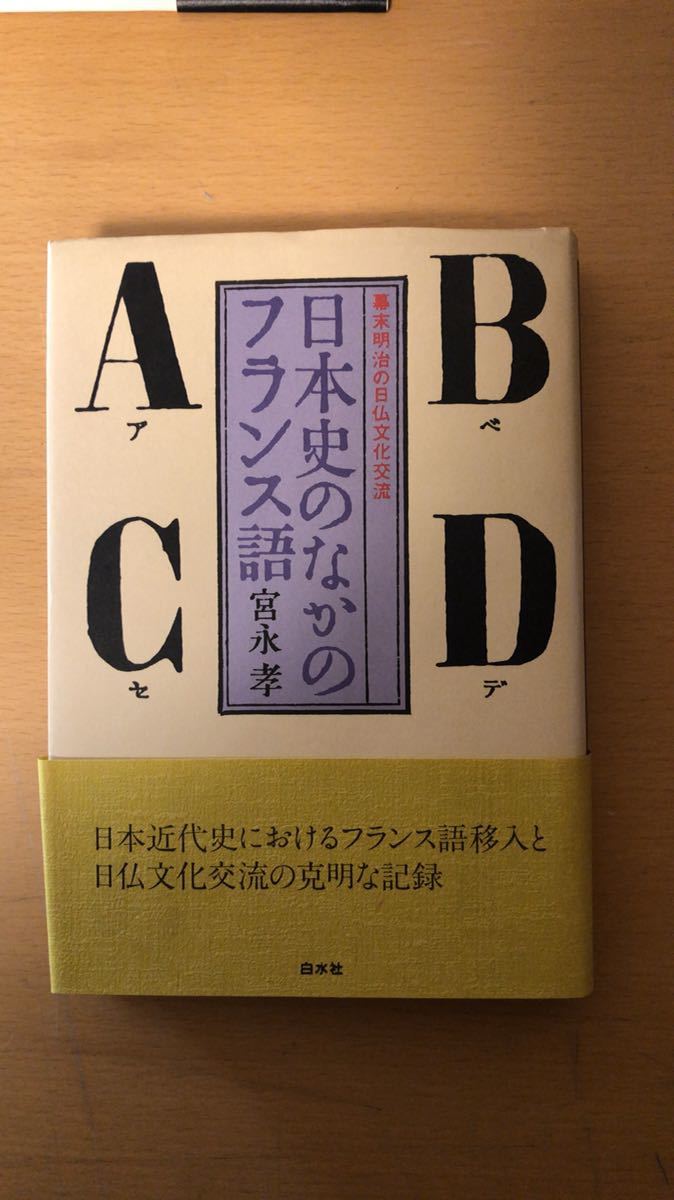 A
ア
B
ベ
C
セ
D
デ
幕末明治の日仏文化交流
日本史のなかの
フランス語
宮永孝
日本近代史におけるフランス語移入と
日仏文化交流の克明な記録
白水社